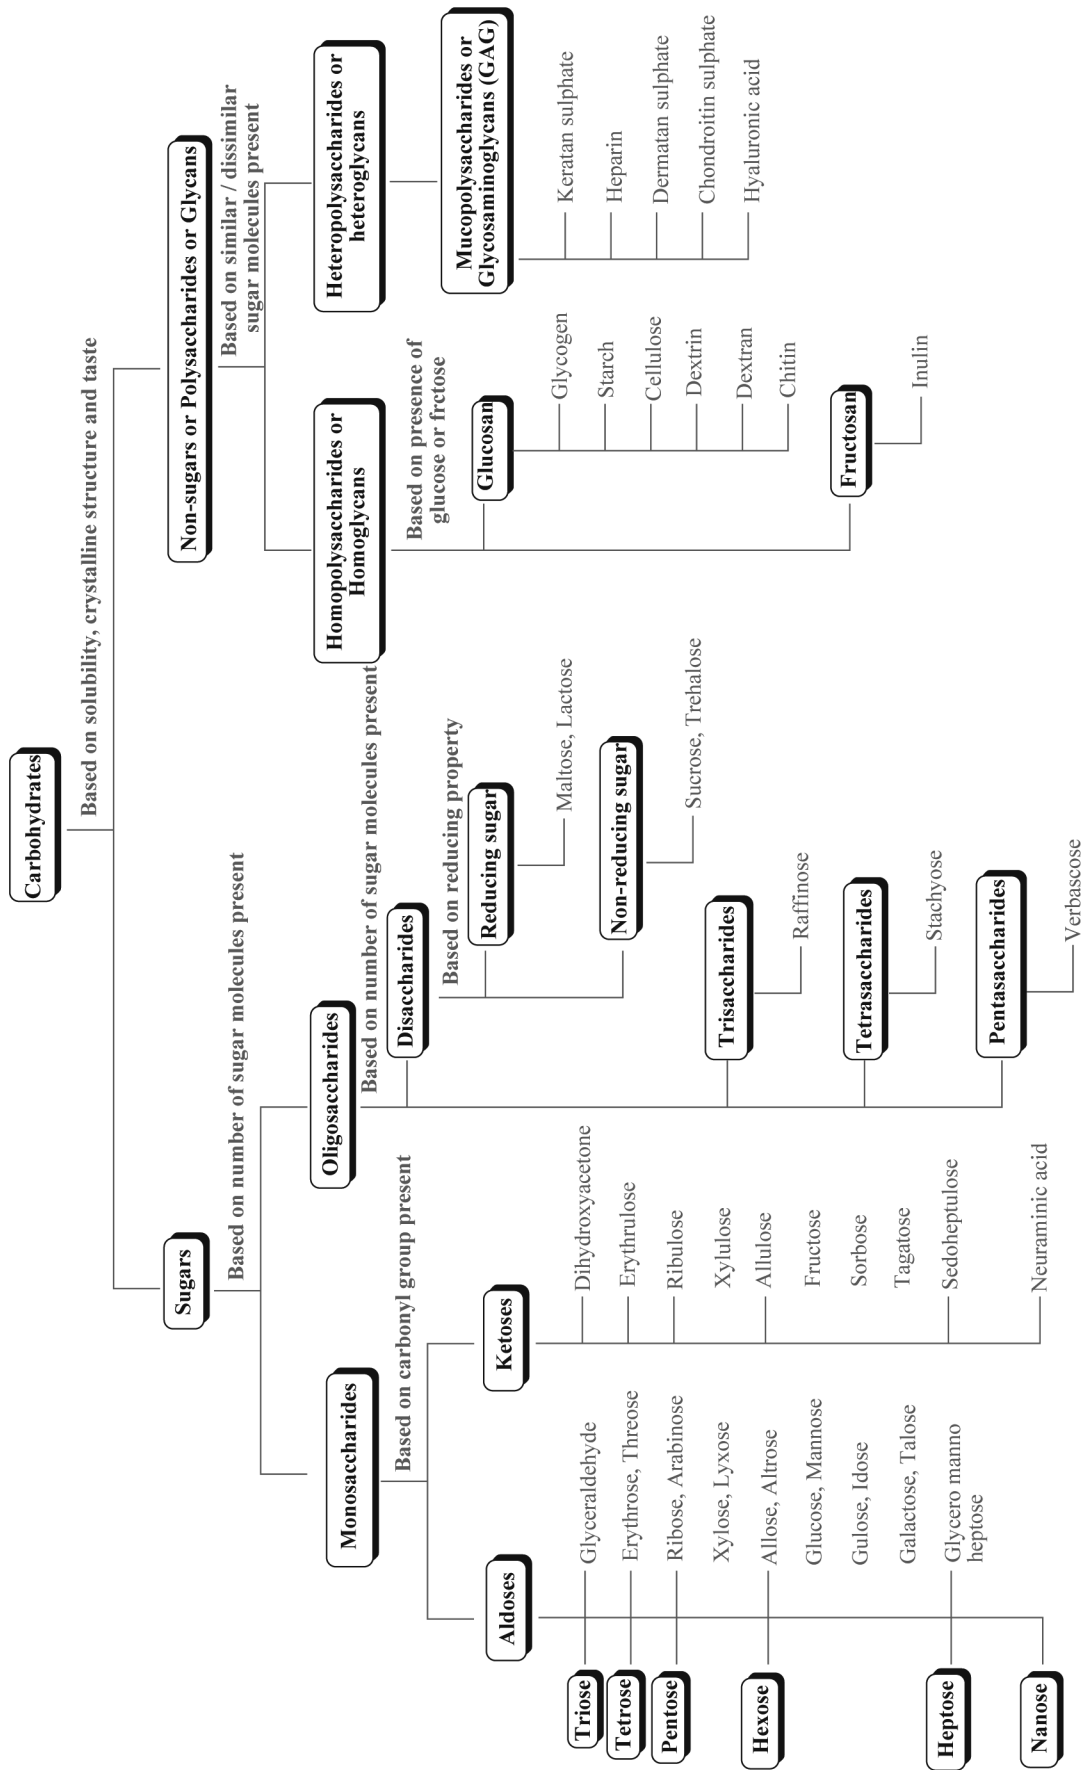 Carbohydrates
Based on solubility, crystalline structure and taste
Sugars
Based on number of sugar molecules present
Monosaccharides
Based on carbonyl group present
Aldoses
Triose
Glyceraldehyde
Tetrose
Erythrose, Threose
Pentose
Ribose, Arabinose
Xylose, Lyxose
Hexose
Allose, Altrose
Glucose, Mannose
Gulose, Idose
Galactose, Talose
Heptose
Glycero manno
heptose
Nanose
Ketoses
Dihydroxyacetone
Erythrulose
Ribulose
Xylulose
Allulose
Fructose
Sorbose
Tagatose
Sedoheptulose
Neuraminic acid
Oligosaccharides
Based on number of sugar molecules present
Disaccharides
Based on reducing property
Reducing sugar
Maltose, Lactose
Non-reducing sugar
Sucrose, Trehalose
Trisaccharides
Raffinose
Tetrasaccharides
Stachyose
Pentasaccharides
Verbascose
Non-sugars or Polysaccharides or Glycans
Based on similar / dissimilar
sugar molecules present
Homopolysaccharides or
Homoglycans
Based on presence of
glucose or frctose
Glucosan
Glycogen
Starch
Cellulose
Dextrin
Dextran
Chitin
Fructosan
Inulin
Heteropolysaccharides or
heteroglycans
Mucopolysaccharides or
Glycosaminoglycans (GAG)
Keratan sulphate
Heparin
Dermatan sulphate
Chondroitin sulphate
Hyaluronic acid